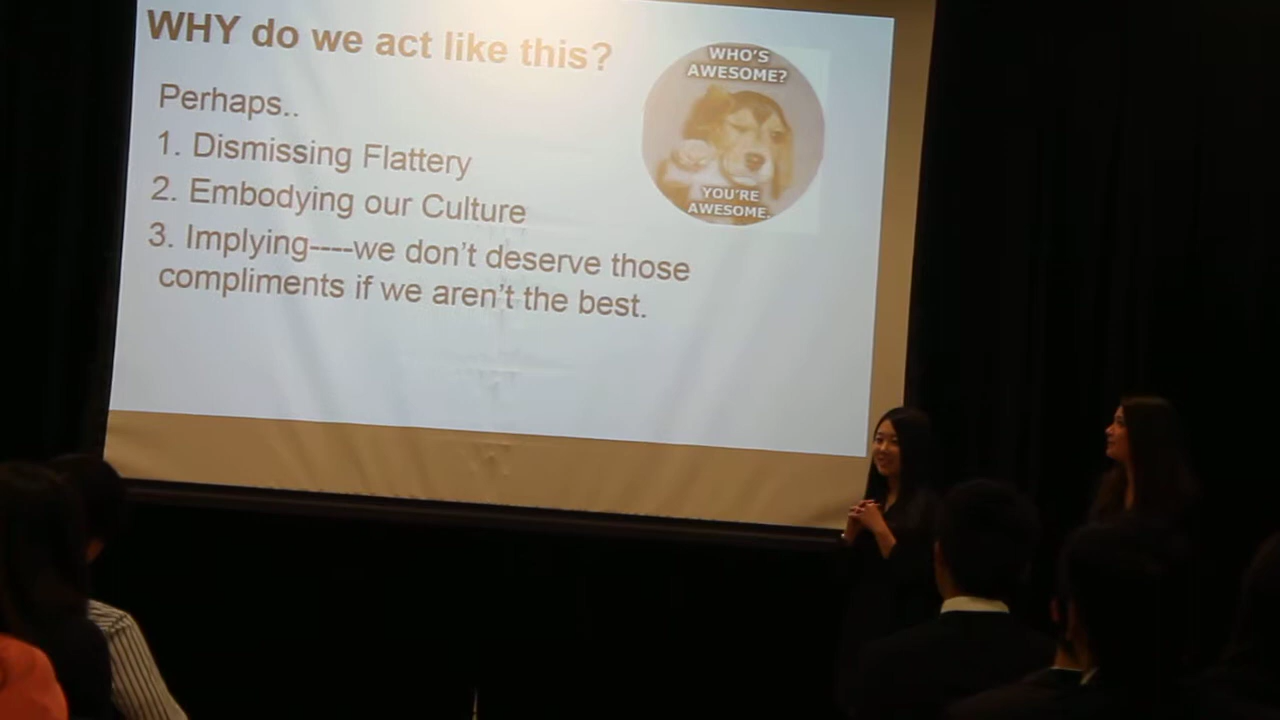 WHY do we act like this?
WHO'S
AWESOME?
YOU'RE
AWESOME.
Perhaps..
1. Dismissing Flattery
2. Embodying our Culture
3. Implying----we don't deserve those
compliments if we aren't the best.